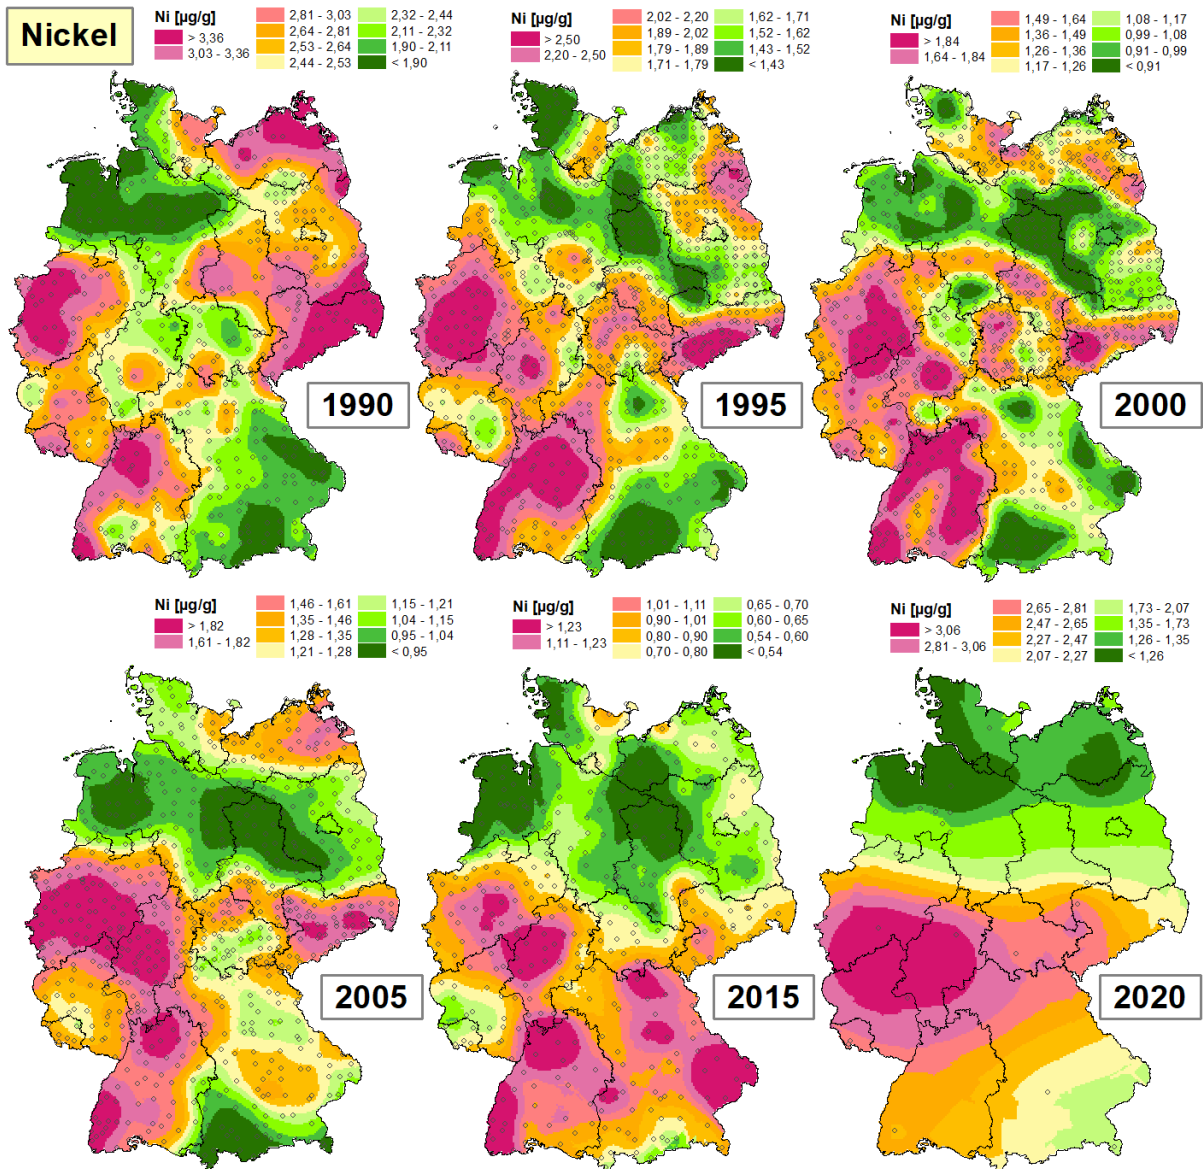 Nickel
Ni [µg/g]
> 3,36
3,03 - 3,36
2,81 - 3,03
2,64 - 2,81
2,53 - 2,64
2,44 - 2,53
2,32 - 2,44
2,11 - 2,32
1,90 - 2,11
< 1,90
1990
Ni [µg/g]
> 2,50
2,20 - 2,50
2,02 - 2,20
1,89 - 2,02
1,79 - 1,89
1,71 - 1,79
1,62 - 1,71
1,52 - 1,62
1,43 - 1,52
< 1,43
1995
Ni [µg/g]
> 1,84
1,64 - 1,84
1,49 - 1,64
1,36 - 1,49
1,26 - 1,36
1,17 - 1,26
1,08 - 1,17
0,99 - 1,08
0,91 - 0,99
< 0,91
2000
Ni [µg/g]
> 1,82
1,61 - 1,82
1,46 - 1,61
1,35 - 1,46
1,28 - 1,35
1,21 - 1,28
1,15 - 1,21
1,04 - 1,15
0,95 - 1,04
< 0,95
2005
Ni [µg/g]
> 1,23
1,11 - 1,23
1,01 - 1,11
0,90 - 1,01
0,80 - 0,90
0,70 - 0,80
0,65 - 0,70
0,60 - 0,65
0,54 - 0,60
< 0,54
2015
Ni [µg/g]
> 3,06
2,81 - 3,06
2,65 - 2,81
2,47 - 2,65
2,27 - 2,47
2,07 - 2,27
1,73 - 2,07
1,35 - 1,73
1,26 - 1,35
< 1,26
2020